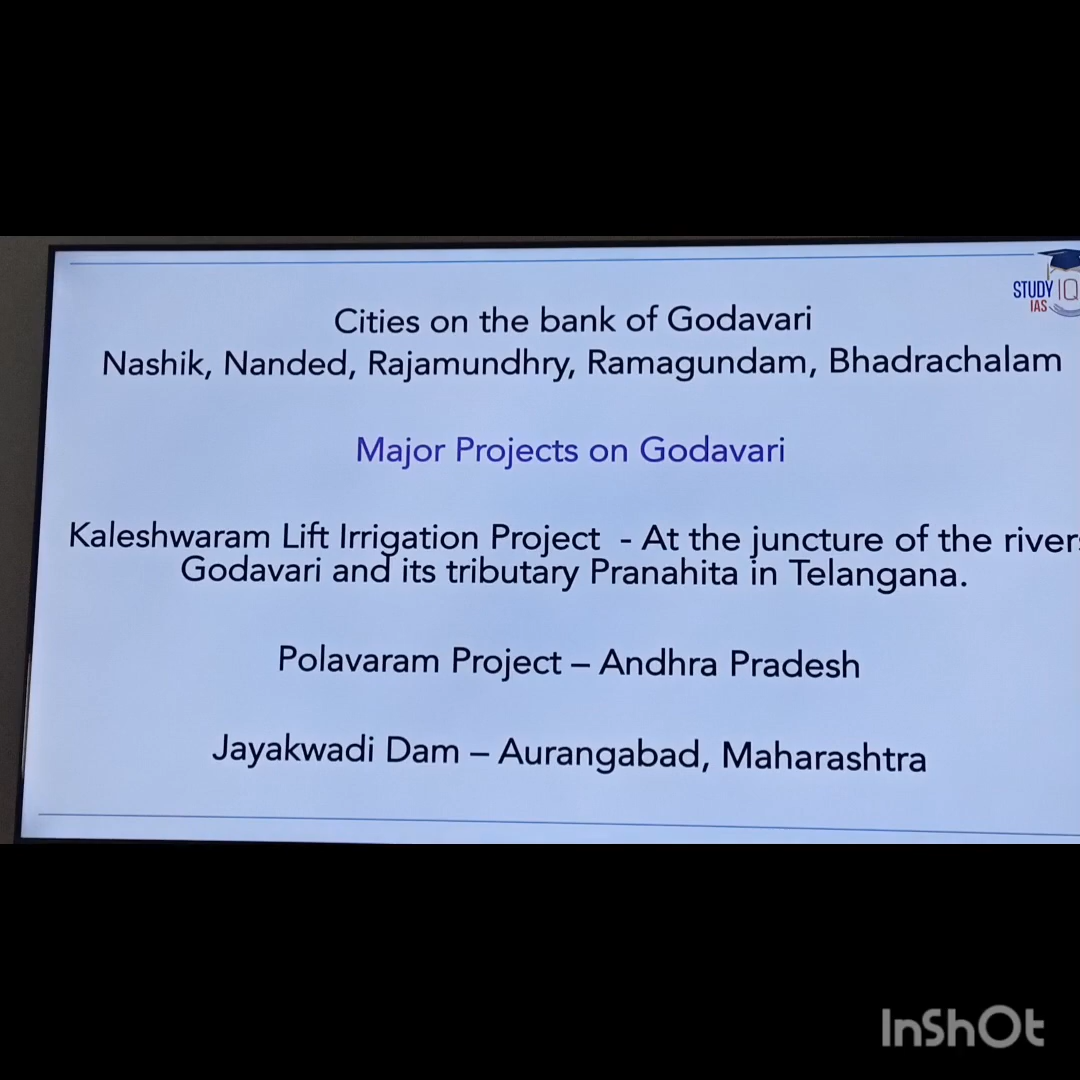 STUDY IQ
IAS
Cities on the bank of Godavari
Nashik, Nanded, Rajamundhry, Ramagundam, Bhadrachalam
Major Projects on Godavari
Kaleshwaram Lift Irrigation Project - At the juncture of the rivers
Godavari and its tributary Pranahita in Telangana.
Polavaram Project – Andhra Pradesh
Jayakwadi Dam – Aurangabad, Maharashtra
InShOt